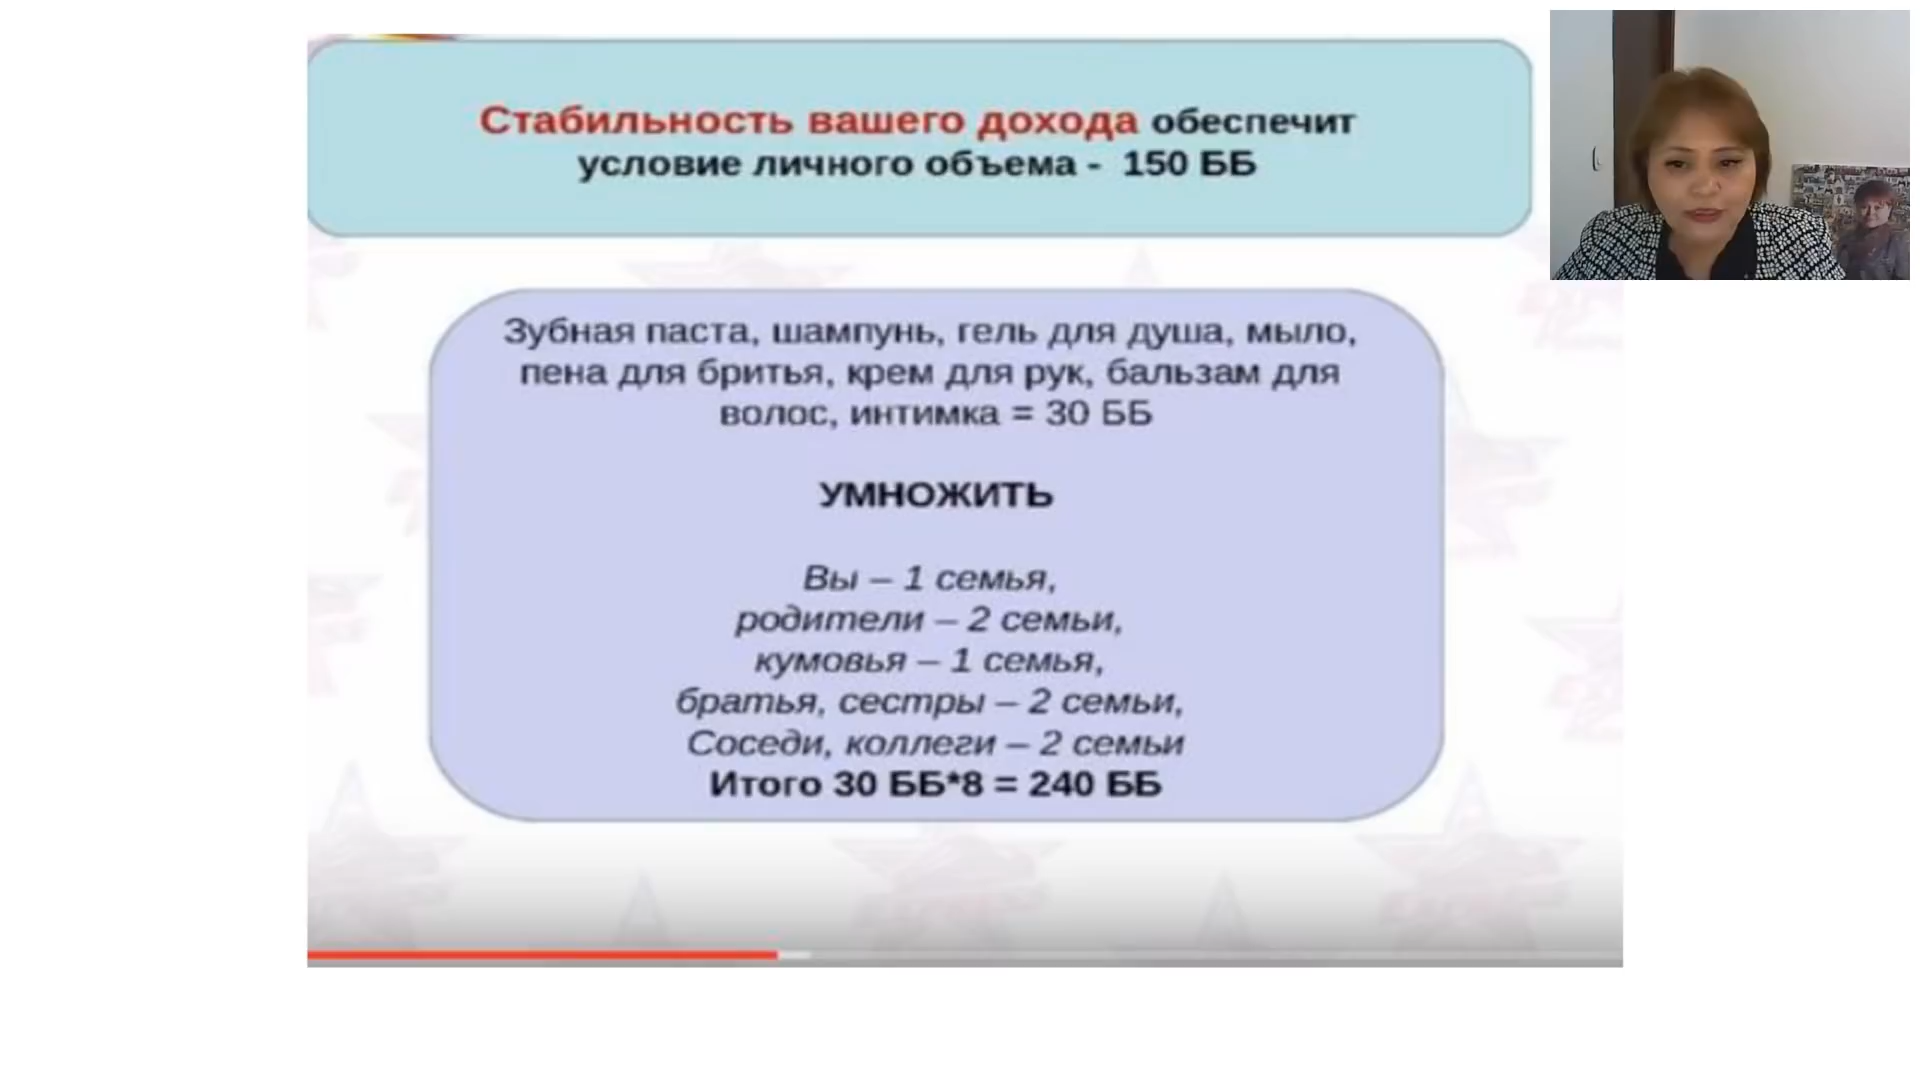 Стабильность вашего дохода обеспечит
условие личного объема - 150 ББ
Зубная паста, шампунь, гель для душа, мыло,
пена для бритья, крем для рук, бальзам для
волос, интимка = 30 ББ
УМНОЖИТЬ
Вы – 1 семья,
родители – 2 семьи,
кумовья – 1 семья,
братья, сестры – 2 семьи,
Соседи, коллеги – 2 семьи
Итого 30 ББ*8 = 240 ББ